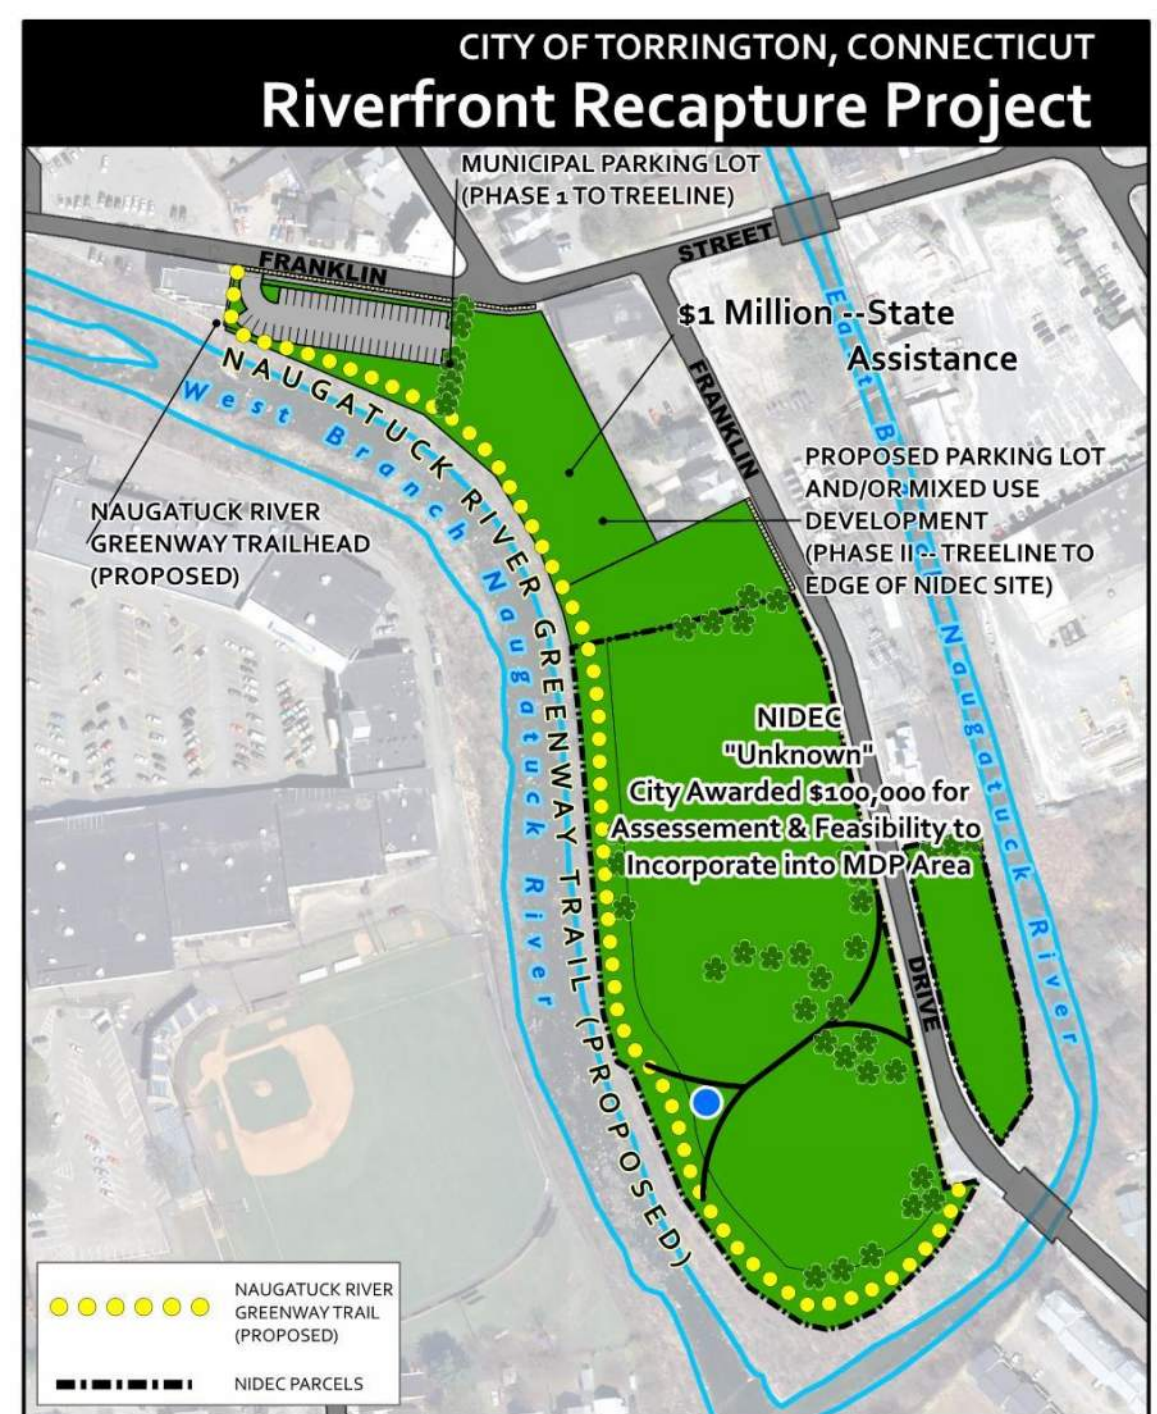 CITY OF TORRINGTON, CONNECTICUT
Riverfront Recapture Project
MUNICIPAL PARKING LOT
(PHASE 1 TO TREELINE)
FRANKLIN
STREET
$1 Million --State
Assistance
NAUGATUCK RIVER GREENWAY TRAIL (PROPOSED)
West Branch Naugatuck River
East Branch Naugatuck River
FRANKLIN
DRIVE
PROPOSED PARKING LOT
AND/OR MIXED USE
DEVELOPMENT
(PHASE II -- TREELINE TO
EDGE OF NIDEC SITE)
NAUGATUCK RIVER
GREENWAY TRAILHEAD
(PROPOSED)
NIDEC
"Unknown"
City Awarded $100,000 for
Assessement & Feasibility to
Incorporate into MDP Area
NAUGATUCK RIVER
GREENWAY TRAIL
(PROPOSED)
NIDEC PARCELS